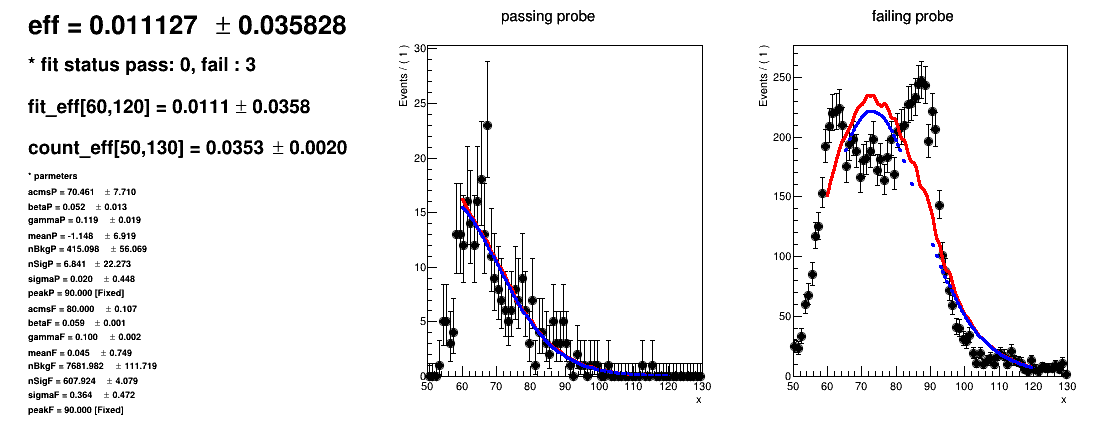 eff = 0.011127 ± 0.035828
* fit status pass: 0, fail : 3
fit_eff[60,120] = 0.0111 ± 0.0358
count_eff[50,130] = 0.0353 ± 0.0020
* parmeters
acmsP = 70.461 ± 7.710
betaP = 0.052 ± 0.013
gammaP = 0.119 ± 0.019
meanP = -1.148 ± 6.919
nBkgP = 415.098 ± 56.069
nSigP = 6.841 ± 22.273
sigmaP = 0.020 ± 0.448
peakP = 90.000 [Fixed]
acmsF = 80.000 ± 0.107
betaF = 0.059 ± 0.001
gammaF = 0.100 ± 0.002
meanF = 0.045 ± 0.749
nBkgF = 7681.982 ± 111.719
nSigF = 607.924 ± 4.079
sigmaF = 0.364 ± 0.472
peakF = 90.000 [Fixed]
passing probe
Events / ( 1 )
30
25
20
15
10
5
0
50 60 70 80 90 100 110 120 130
x
failing probe
Events / ( 1 )
250
200
150
100
50
0
50 60 70 80 90 100 110 120 130
x